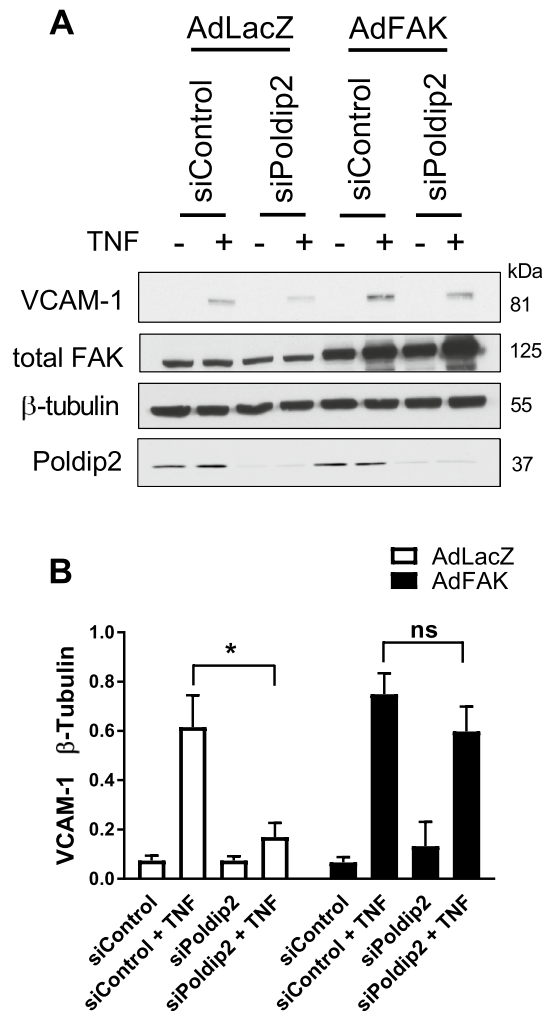 A
AdLacZ AdFAK
siControl siPoldip2 siControl siPoldip2
TNF - + - + - + - +
kDa
VCAM-1 81
total FAK 125
β-tubulin 55
Poldip2 37
B
AdLacZ
AdFAK
VCAM-1 β-Tubulin
1.0
0.8
0.6
0.4
0.2
0.0
* ns
siControl siControl + TNF siPoldip2 siPoldip2 + TNF siControl siControl + TNF siPoldip2 siPoldip2 + TNF